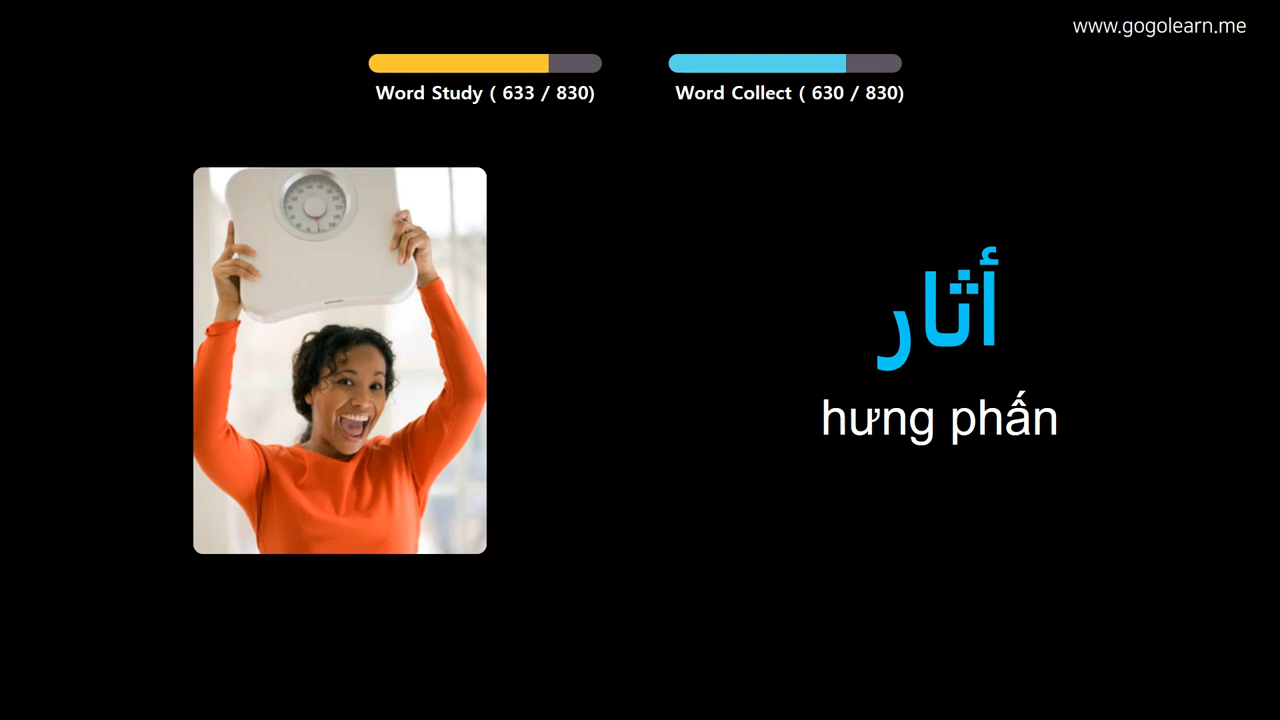 www.gogolearn.me
Word Study ( 633 / 830)
Word Collect ( 630 / 830)
أثار
hưng phấn